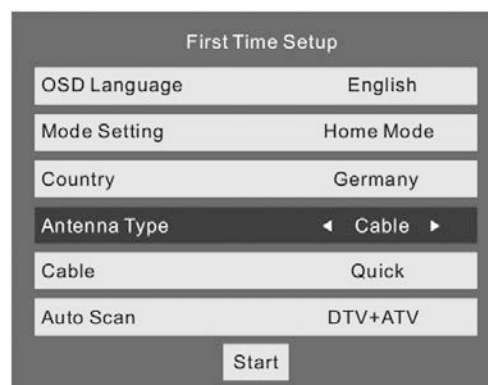 First Time Setup
OSD Language English
Mode Setting Home Mode
Country Germany
Antenna Type ◄ Cable ►
Cable Quick
Auto Scan DTV+ATV
Start